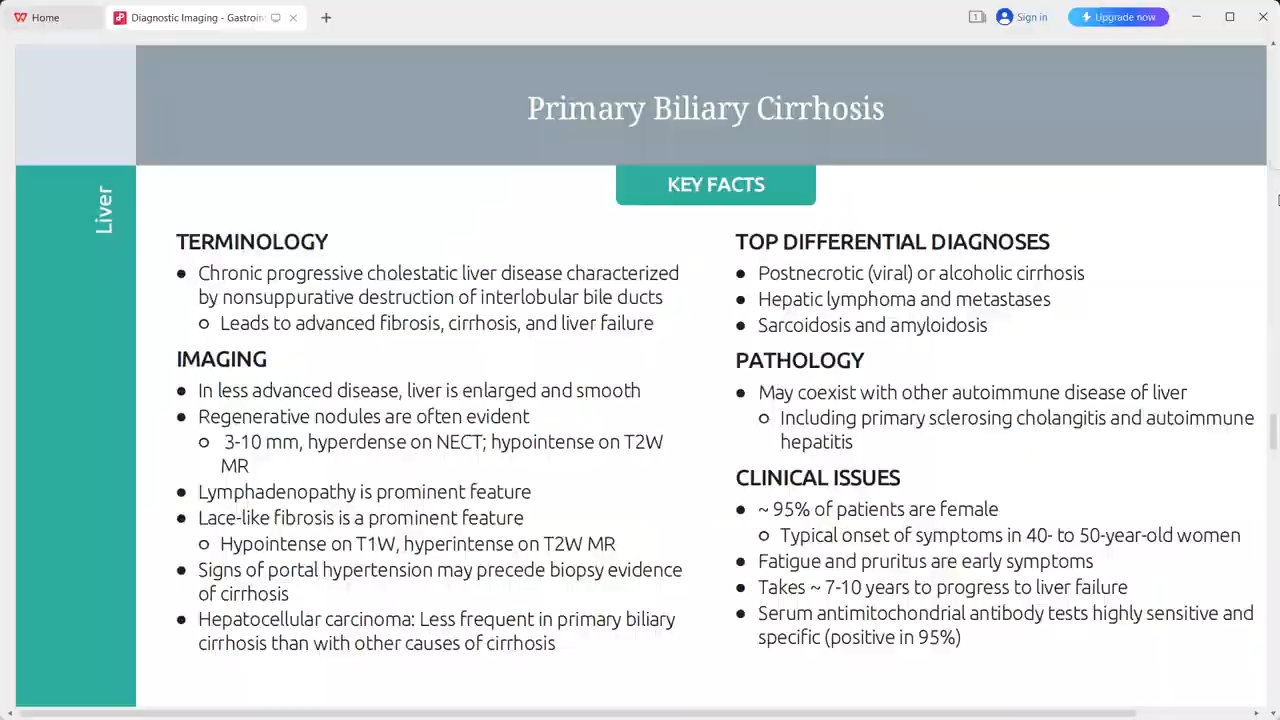 Home
Diagnostic Imaging - Gastroin
1
Sign in
Upgrade now
Primary Biliary Cirrhosis
Liver
KEY FACTS
TERMINOLOGY
● Chronic progressive cholestatic liver disease characterized
by nonsuppurative destruction of interlobular bile ducts
○ Leads to advanced fibrosis, cirrhosis, and liver failure
IMAGING
● In less advanced disease, liver is enlarged and smooth
● Regenerative nodules are often evident
○ 3-10 mm, hyperdense on NECT; hypointense on T2W
MR
● Lymphadenopathy is prominent feature
● Lace-like fibrosis is a prominent feature
○ Hypointense on T1W, hyperintense on T2W MR
● Signs of portal hypertension may precede biopsy evidence
of cirrhosis
● Hepatocellular carcinoma: Less frequent in primary biliary
cirrhosis than with other causes of cirrhosis
TOP DIFFERENTIAL DIAGNOSES
● Postnecrotic (viral) or alcoholic cirrhosis
● Hepatic lymphoma and metastases
● Sarcoidosis and amyloidosis
PATHOLOGY
● May coexist with other autoimmune disease of liver
○ Including primary sclerosing cholangitis and autoimmune
hepatitis
CLINICAL ISSUES
● ~ 95% of patients are female
○ Typical onset of symptoms in 40- to 50-year-old women
● Fatigue and pruritus are early symptoms
● Takes ~ 7-10 years to progress to liver failure
● Serum antimitochondrial antibody tests highly sensitive and
specific (positive in 95%)